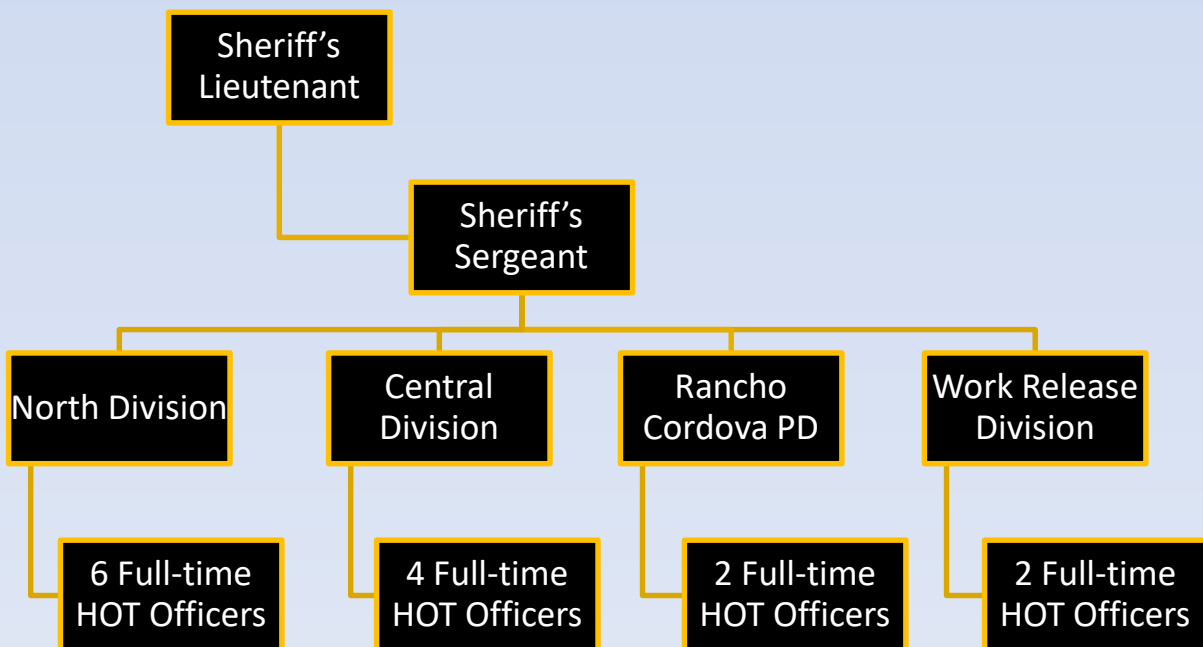 Sheriff’s
Lieutenant
Sheriff’s
Sergeant
North Division
Central
Division
Rancho
Cordova PD
Work Release
Division
6 Full-time
HOT Officers
4 Full-time
HOT Officers
2 Full-time
HOT Officers
2 Full-time
HOT Officers